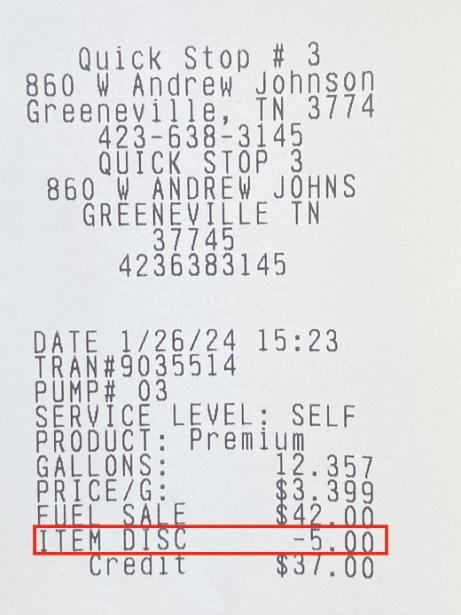 Quick Stop # 3
860 W Andrew Johnson
Greeneville, TN 3774
423-638-3145
QUICK STOP 3
860 W ANDREW JOHNS
GREENEVILLE TN
37745
4236383145
DATE 1/26/24 15:23
TRAN#9035514
PUMP# 03
SERVICE LEVEL: SELF
PRODUCT: Premium
GALLONS: 12.357
PRICE/G: $3.399
FUEL SALE $42.00
ITEM DISC -5.00
Credit $37.00